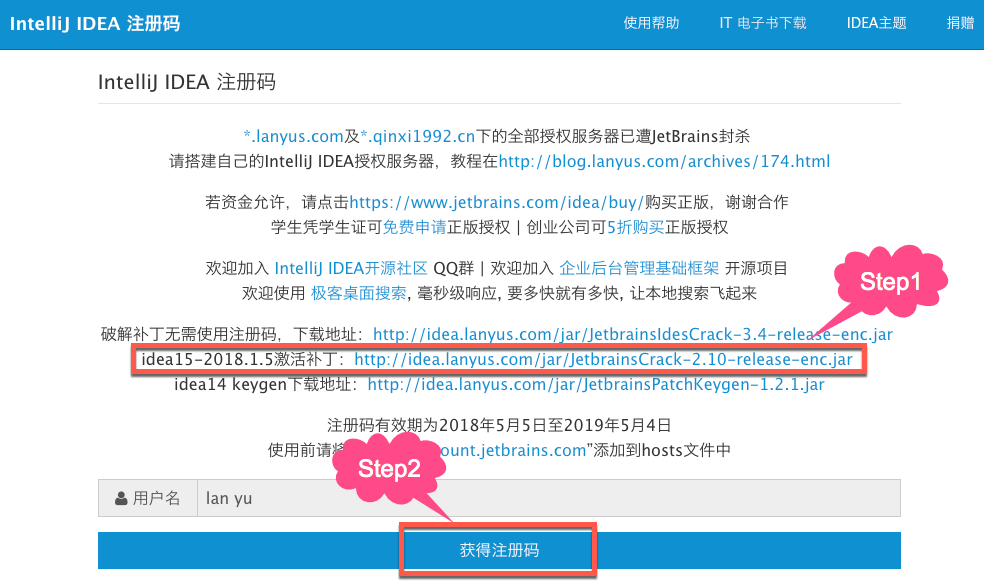 IntelliJ IDEA 注册码 使用帮助 IT 电子书下载 IDEA主题 捐赠
IntelliJ IDEA 注册码
*.lanyus.com及*.qinxi1992.cn下的全部授权服务器已遭JetBrains封杀
请搭建自己的IntelliJ IDEA授权服务器，教程在http://blog.lanyus.com/archives/174.html
若资金允许，请点击https://www.jetbrains.com/idea/buy/购买正版，谢谢合作
学生凭学生证可免费申请正版授权 | 创业公司可5折购买正版授权
欢迎加入 IntelliJ IDEA开源社区 QQ群 | 欢迎加入 企业后台管理基础框架 开源项目
欢迎使用 极客桌面搜索, 毫秒级响应, 要多快就有多快, 让本地搜索飞起来
Step1
破解补丁无需使用注册码，下载地址：http://idea.lanyus.com/jar/JetbrainsIdesCrack-3.4-release-enc.jar
idea15-2018.1.5激活补丁：http://idea.lanyus.com/jar/JetbrainsCrack-2.10-release-enc.jar
idea14 keygen下载地址：http://idea.lanyus.com/jar/JetbrainsPatchKeygen-1.2.1.jar
注册码有效期为2018年5月5日至2019年5月4日
使用前请将ount.jetbrains.com”添加到hosts文件中
Step2
用户名 lan yu
获得注册码